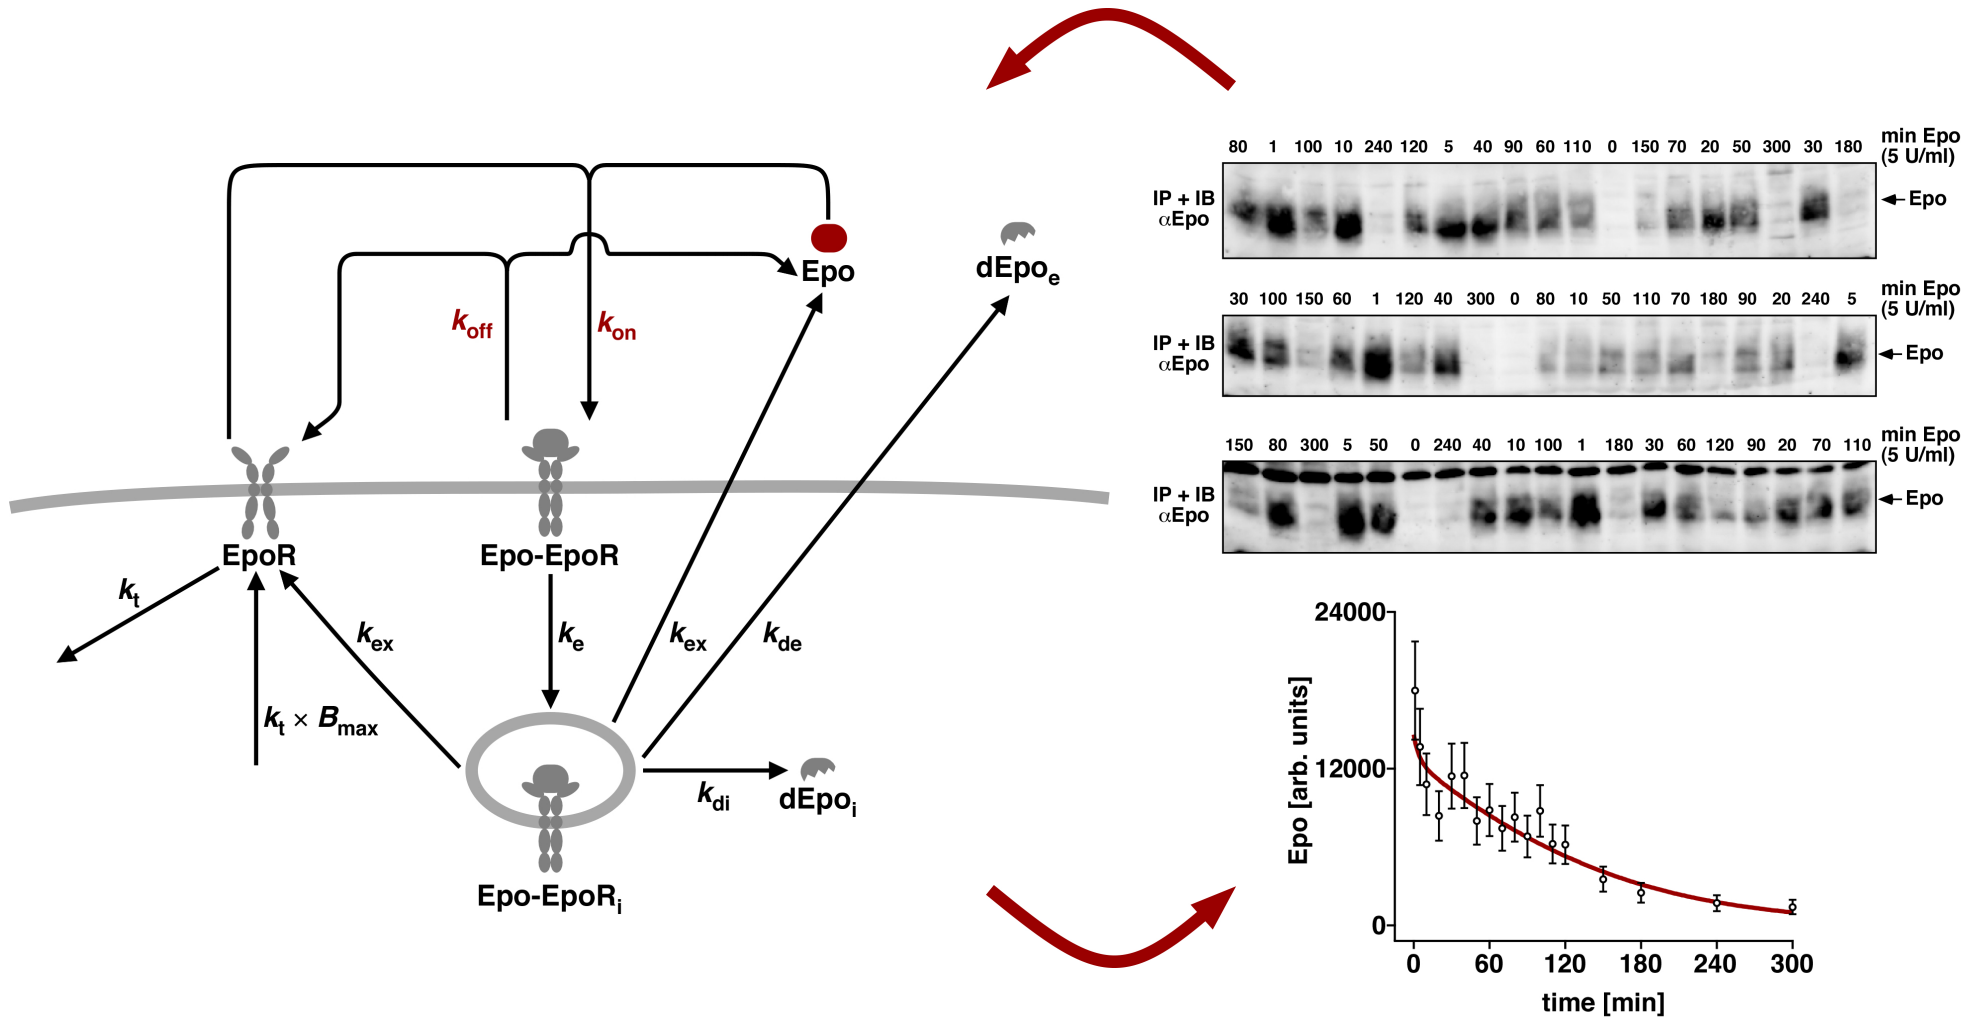 Epo
dEpoe
koff
kon
EpoR
Epo-EpoR
kt
kex
ke
kex
kde
kt × Bmax
kdi
dEpoi
Epo-EpoRi
80 1 100 10 240 120 5 40 90 60 110 0 150 70 20 50 300 30 180
min Epo
(5 U/ml)
IP + IB
αEpo
Epo
30 100 150 60 1 120 40 300 0 80 10 50 110 70 180 90 20 240 5
min Epo
(5 U/ml)
IP + IB
αEpo
Epo
150 80 300 5 50 0 240 40 10 100 1 180 30 60 120 90 20 70 110
min Epo
(5 U/ml)
IP + IB
αEpo
Epo
24000
12000
0
Epo [arb. units]
0 60 120 180 240 300
time [min]